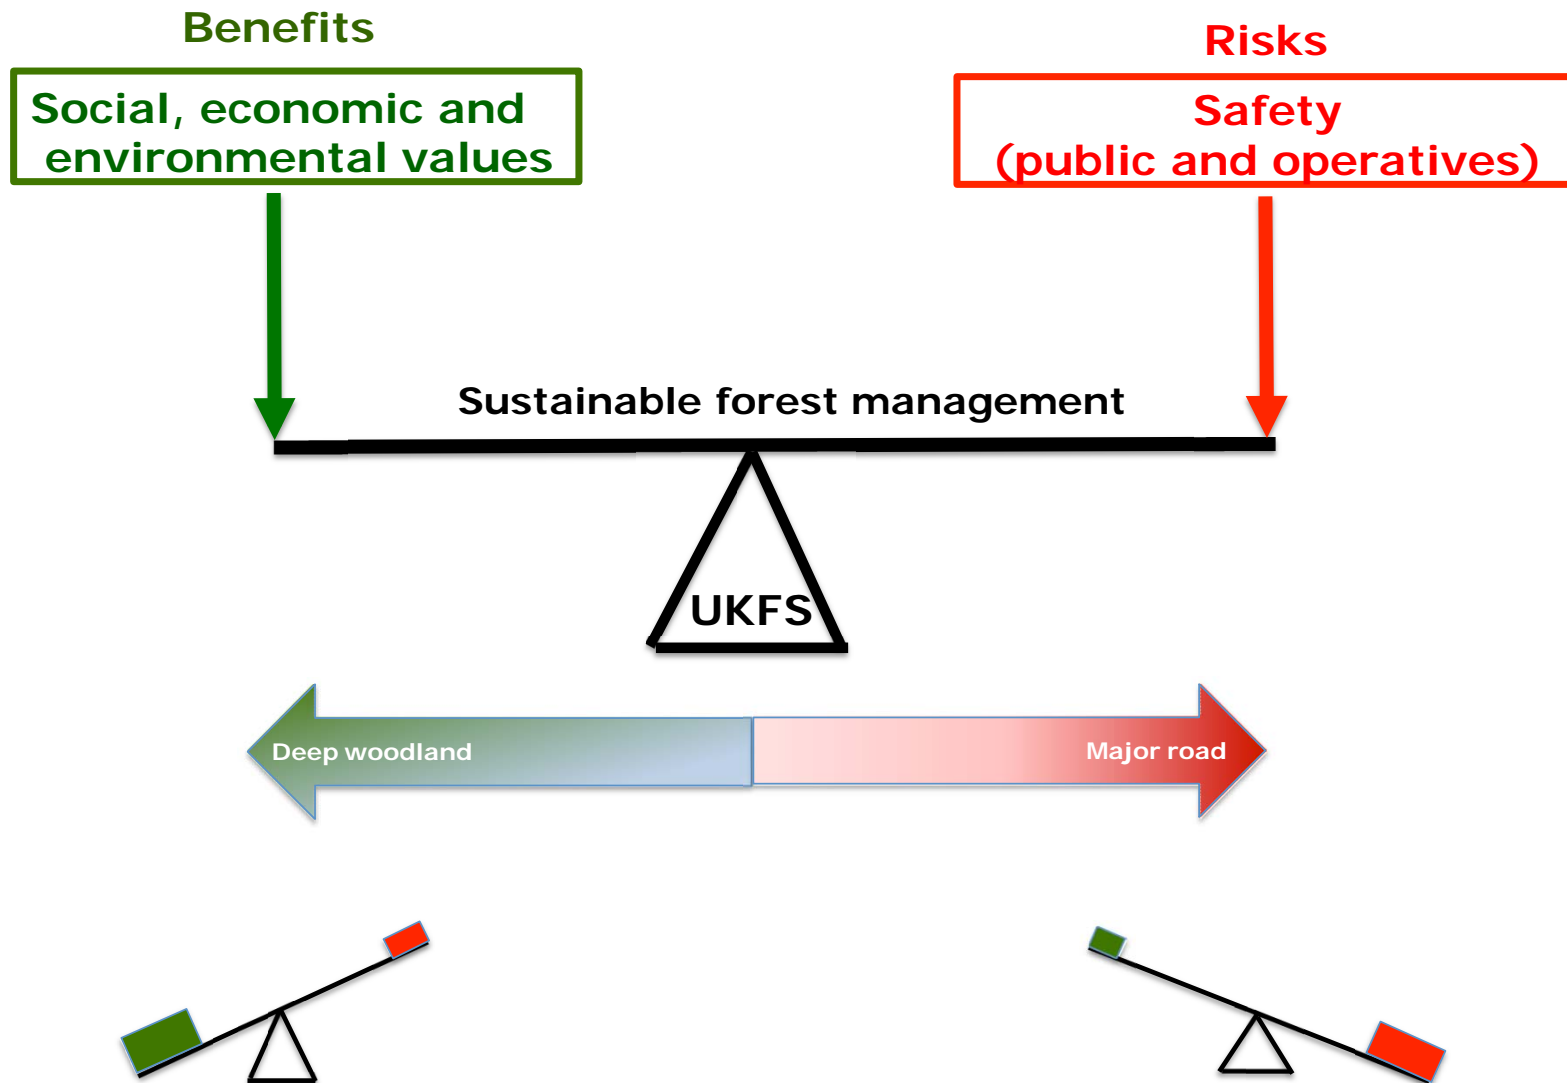 Benefits
Social, economic and
environmental values
Risks
Safety
(public and operatives)
Sustainable forest management
UKFS
Deep woodland
Major road